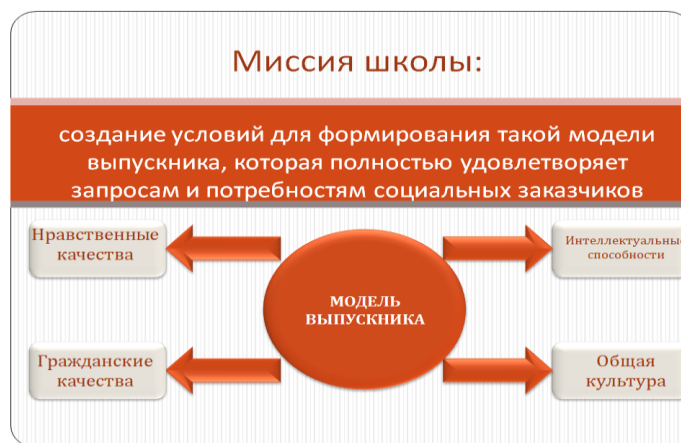 Миссия школы:
создание условий для формирования такой модели
выпускника, которая полностью удовлетворяет
запросам и потребностям социальных заказчиков
Нравственные
качества
Интеллектуальные
способности
МОДЕЛЬ
ВЫПУСКНИКА
Гражданские
качества
Общая
культура